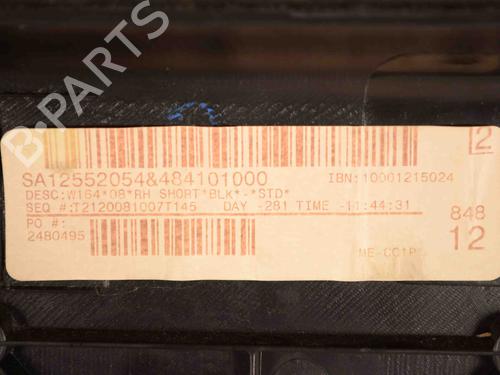 2
SA12552054&484101000 IBN:10001215024
DESC:W164*08*RH SHORT*BLK*-*STD*
SEQ #:T2120081007T145 DAY -281 TIME -11:44:31
PO #:
2480495
848
12
ME-CC1P
B-PARTS